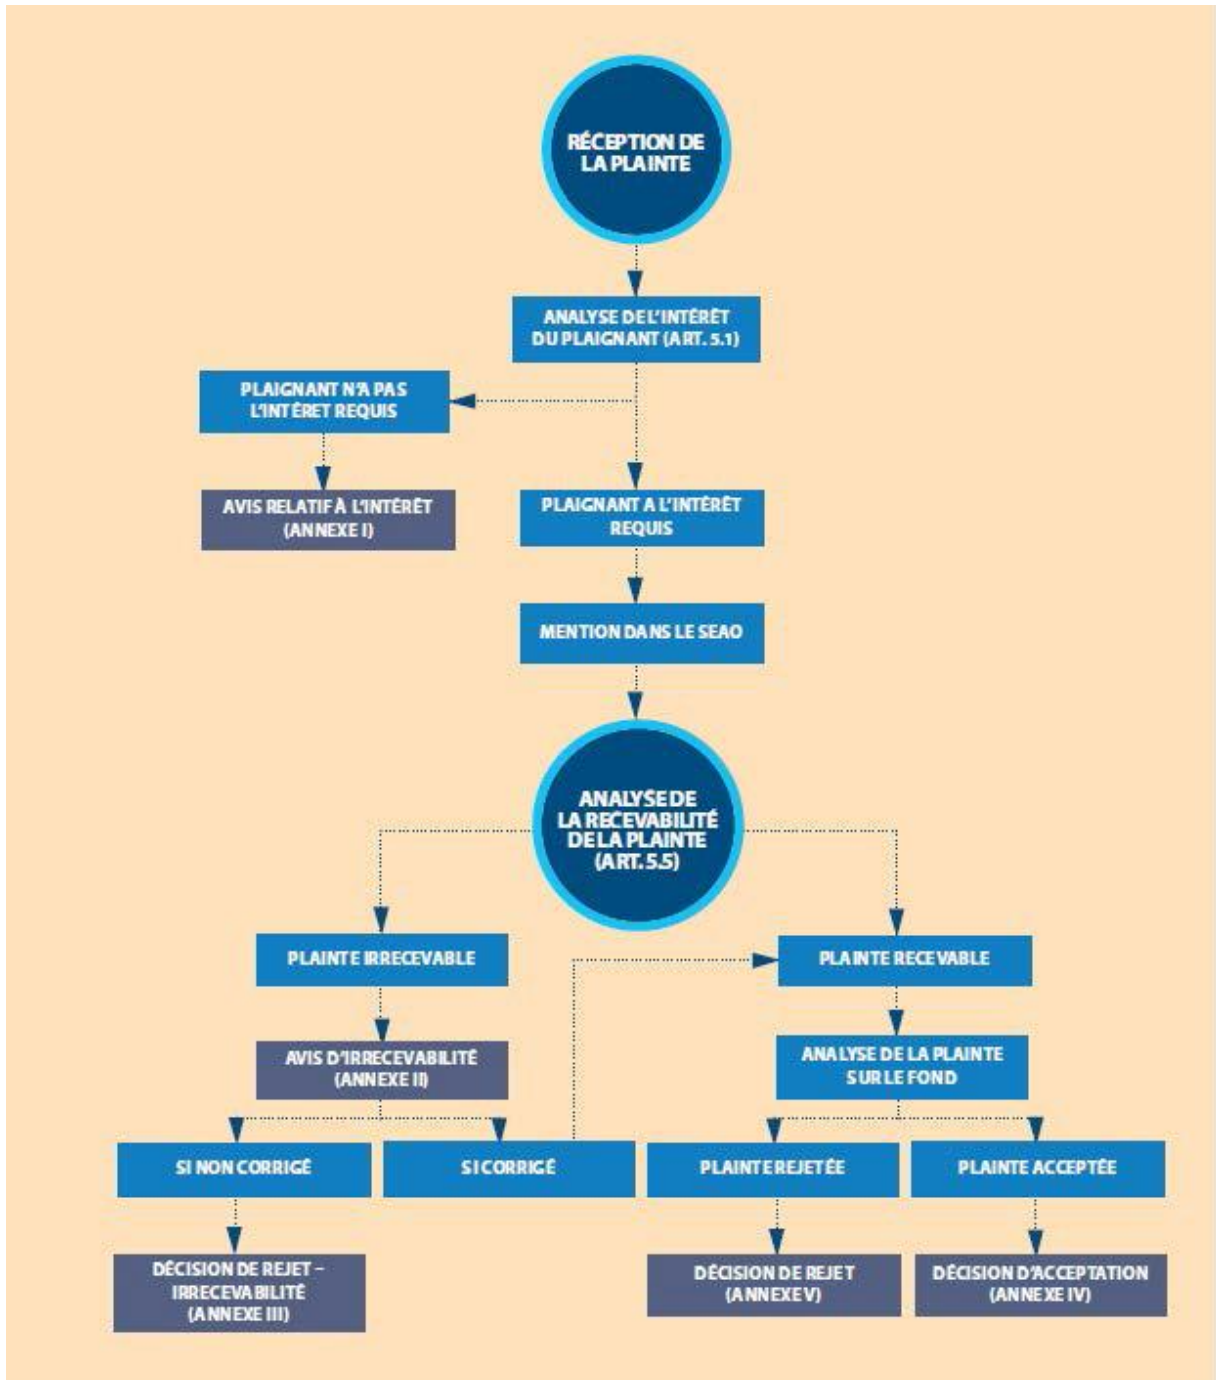 RÉCEPTION DE
LA PLAINTE
ANALYSE DE L'INTÉRÊT
DU PLAIGNANT (ART. 5.1)
PLAIGNANT N'A PAS
L'INTÉRET REQUIS
AVIS RELATIF À L'INTÉRÊT
(ANNEXE I)
PLAIGNANT A L'INTÉRÊT
REQUIS
MENTION DANS LE SEAO
ANALYSE DE
LA RECEVABILITÉ
DE LA PLAINTE
(ART. 5.5)
PLAINTE IRRECEVABLE
PLAINTE RECEVABLE
AVIS D'IRRECEVABILITÉ
(ANNEXE II)
ANALYSE DE LA PLAINTE
SUR LE FOND
SI NON CORRIGÉ
SI CORRIGÉ
PLAINTE REJETÉE
PLAINTE ACCEPTÉE
DÉCISION DE REJET –
IRRECEVABILITÉ
(ANNEXE III)
DÉCISION DE REJET
(ANNEXE V)
DÉCISION D'ACCEPTATION
(ANNEXE IV)